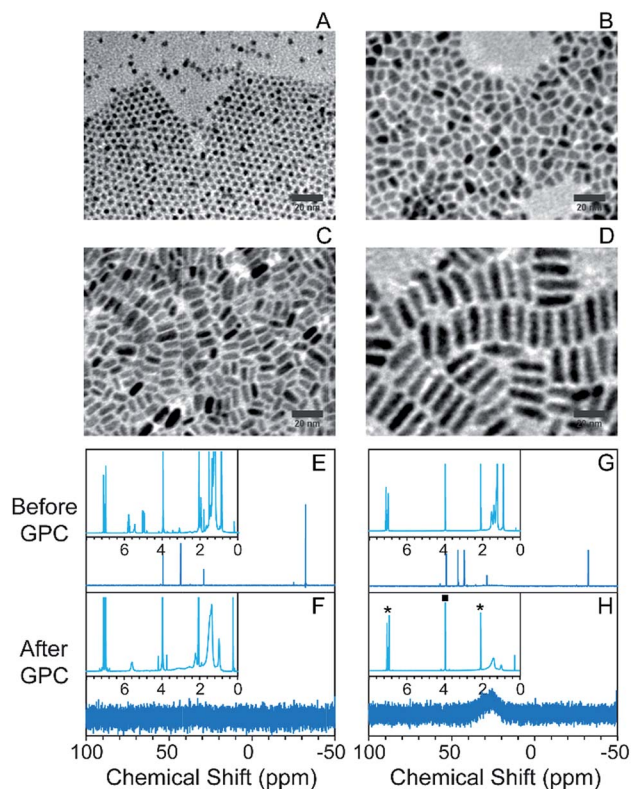 A
B
20 nm
20 nm
C
D
20 nm
20 nm
E
G
Before
GPC
6 4 2 0
6 4 2 0
F
H
After
GPC
* ■ *
6 4 2 0
6 4 2 0
100 50 0 -50
100 50 0 -50
Chemical Shift (ppm)
Chemical Shift (ppm)